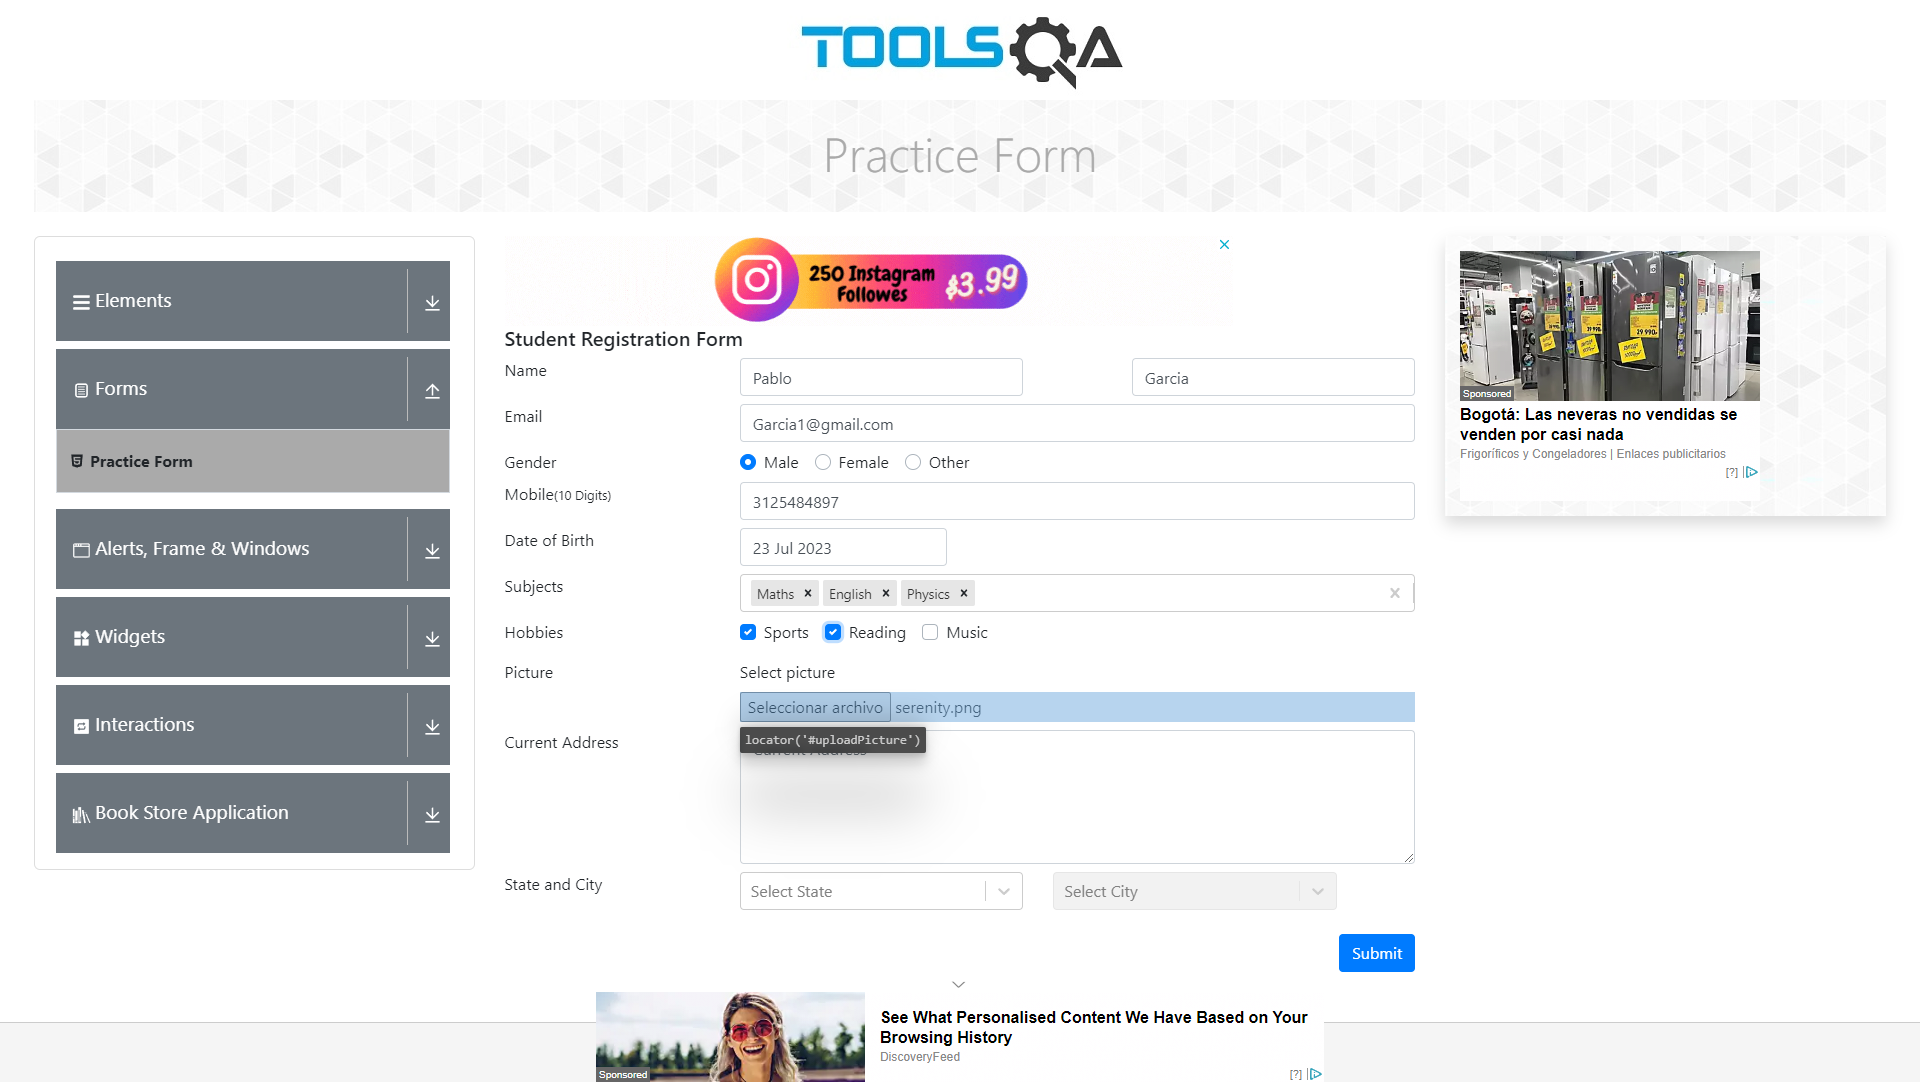 TOOLSQA
Practice Form
Elements
Forms
Practice Form
Alerts, Frame & Windows
Widgets
Interactions
Book Store Application
250 Instagram
Followes
$3.99
Student Registration Form
Name
Pablo
Garcia
Email
Garcia1@gmail.com
Gender
Male
Female
Other
Mobile(10 Digits)
3125484897
Date of Birth
23 Jul 2023
Subjects
Maths
English
Physics
Hobbies
Sports
Reading
Music
Picture
Select picture
Seleccionar archivo serenity.png
locator('#uploadPicture')
Current Address
Current Address
State and City
Select State
Select City
Submit
Sponsored
Bogotá: Las neveras no vendidas se
venden por casi nada
Frigoríficos y Congeladores | Enlaces publicitarios
[?]
See What Personalised Content We Have Based on Your
Browsing History
DiscoveryFeed
Sponsored
[?]